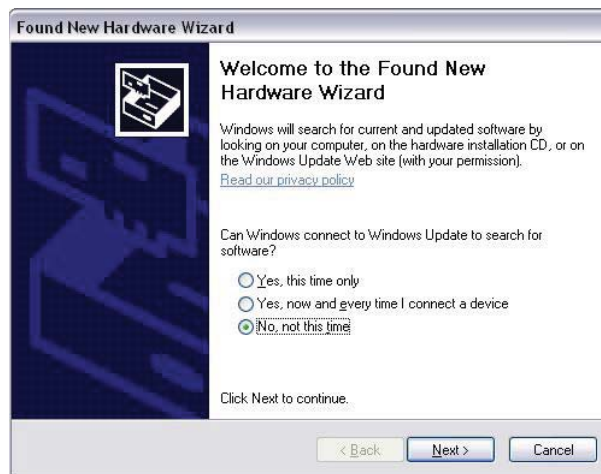 Found New Hardware Wizard
Welcome to the Found New
Hardware Wizard
Windows will search for current and updated software by
looking on your computer, on the hardware installation CD, or on
the Windows Update Web site (with your permission).
Read our privacy policy
Can Windows connect to Windows Update to search for
software?
Yes, this time only
Yes, now and every time I connect a device
No, not this time
Click Next to continue.
< Back Next > Cancel